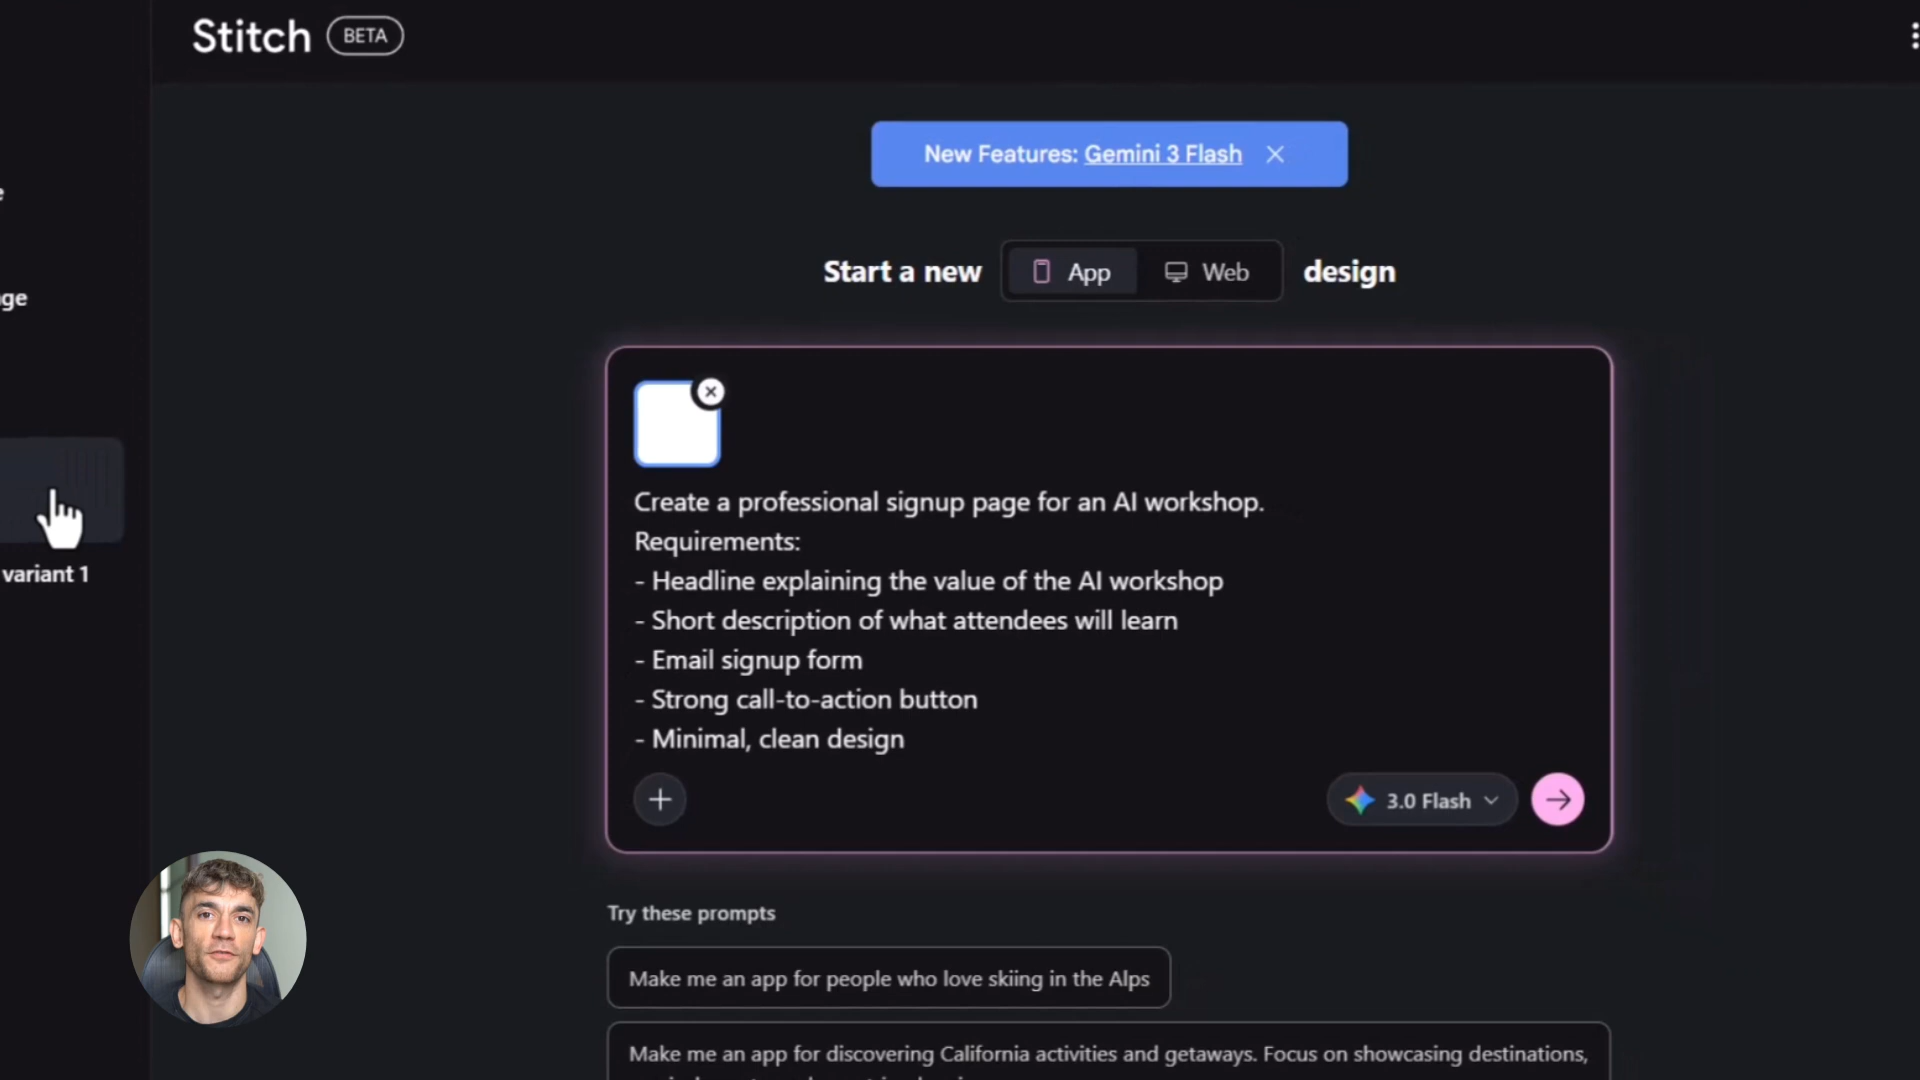 Stitch BETA
New Features: Gemini 3 Flash
Start a new App Web design
Create a professional signup page for an AI workshop.
Requirements:
- Headline explaining the value of the AI workshop
- Short description of what attendees will learn
- Email signup form
- Strong call-to-action button
- Minimal, clean design
3.0 Flash
variant 1
Try these prompts
Make me an app for people who love skiing in the Alps
Make me an app for discovering California activities and getaways. Focus on showcasing destinations,